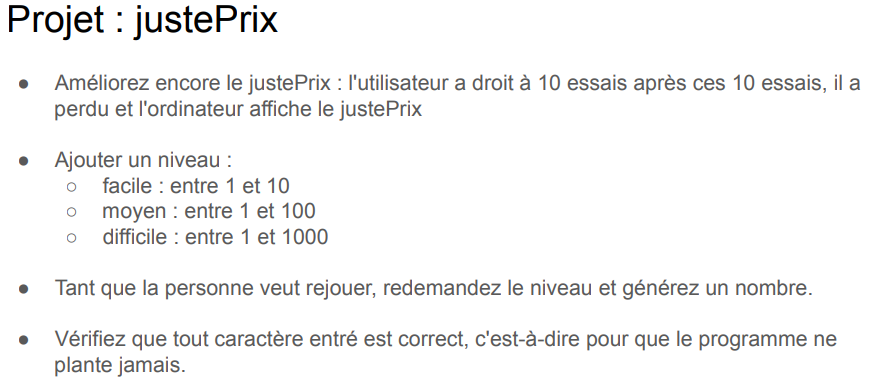 Projet : justePrix
● Améliorez encore le justePrix : l'utilisateur a droit à 10 essais après ces 10 essais, il a
perdu et l'ordinateur affiche le justePrix
● Ajouter un niveau :
○ facile : entre 1 et 10
○ moyen : entre 1 et 100
○ difficile : entre 1 et 1000
● Tant que la personne veut rejouer, redemandez le niveau et générez un nombre.
● Vérifiez que tout caractère entré est correct, c'est-à-dire pour que le programme ne
plante jamais.